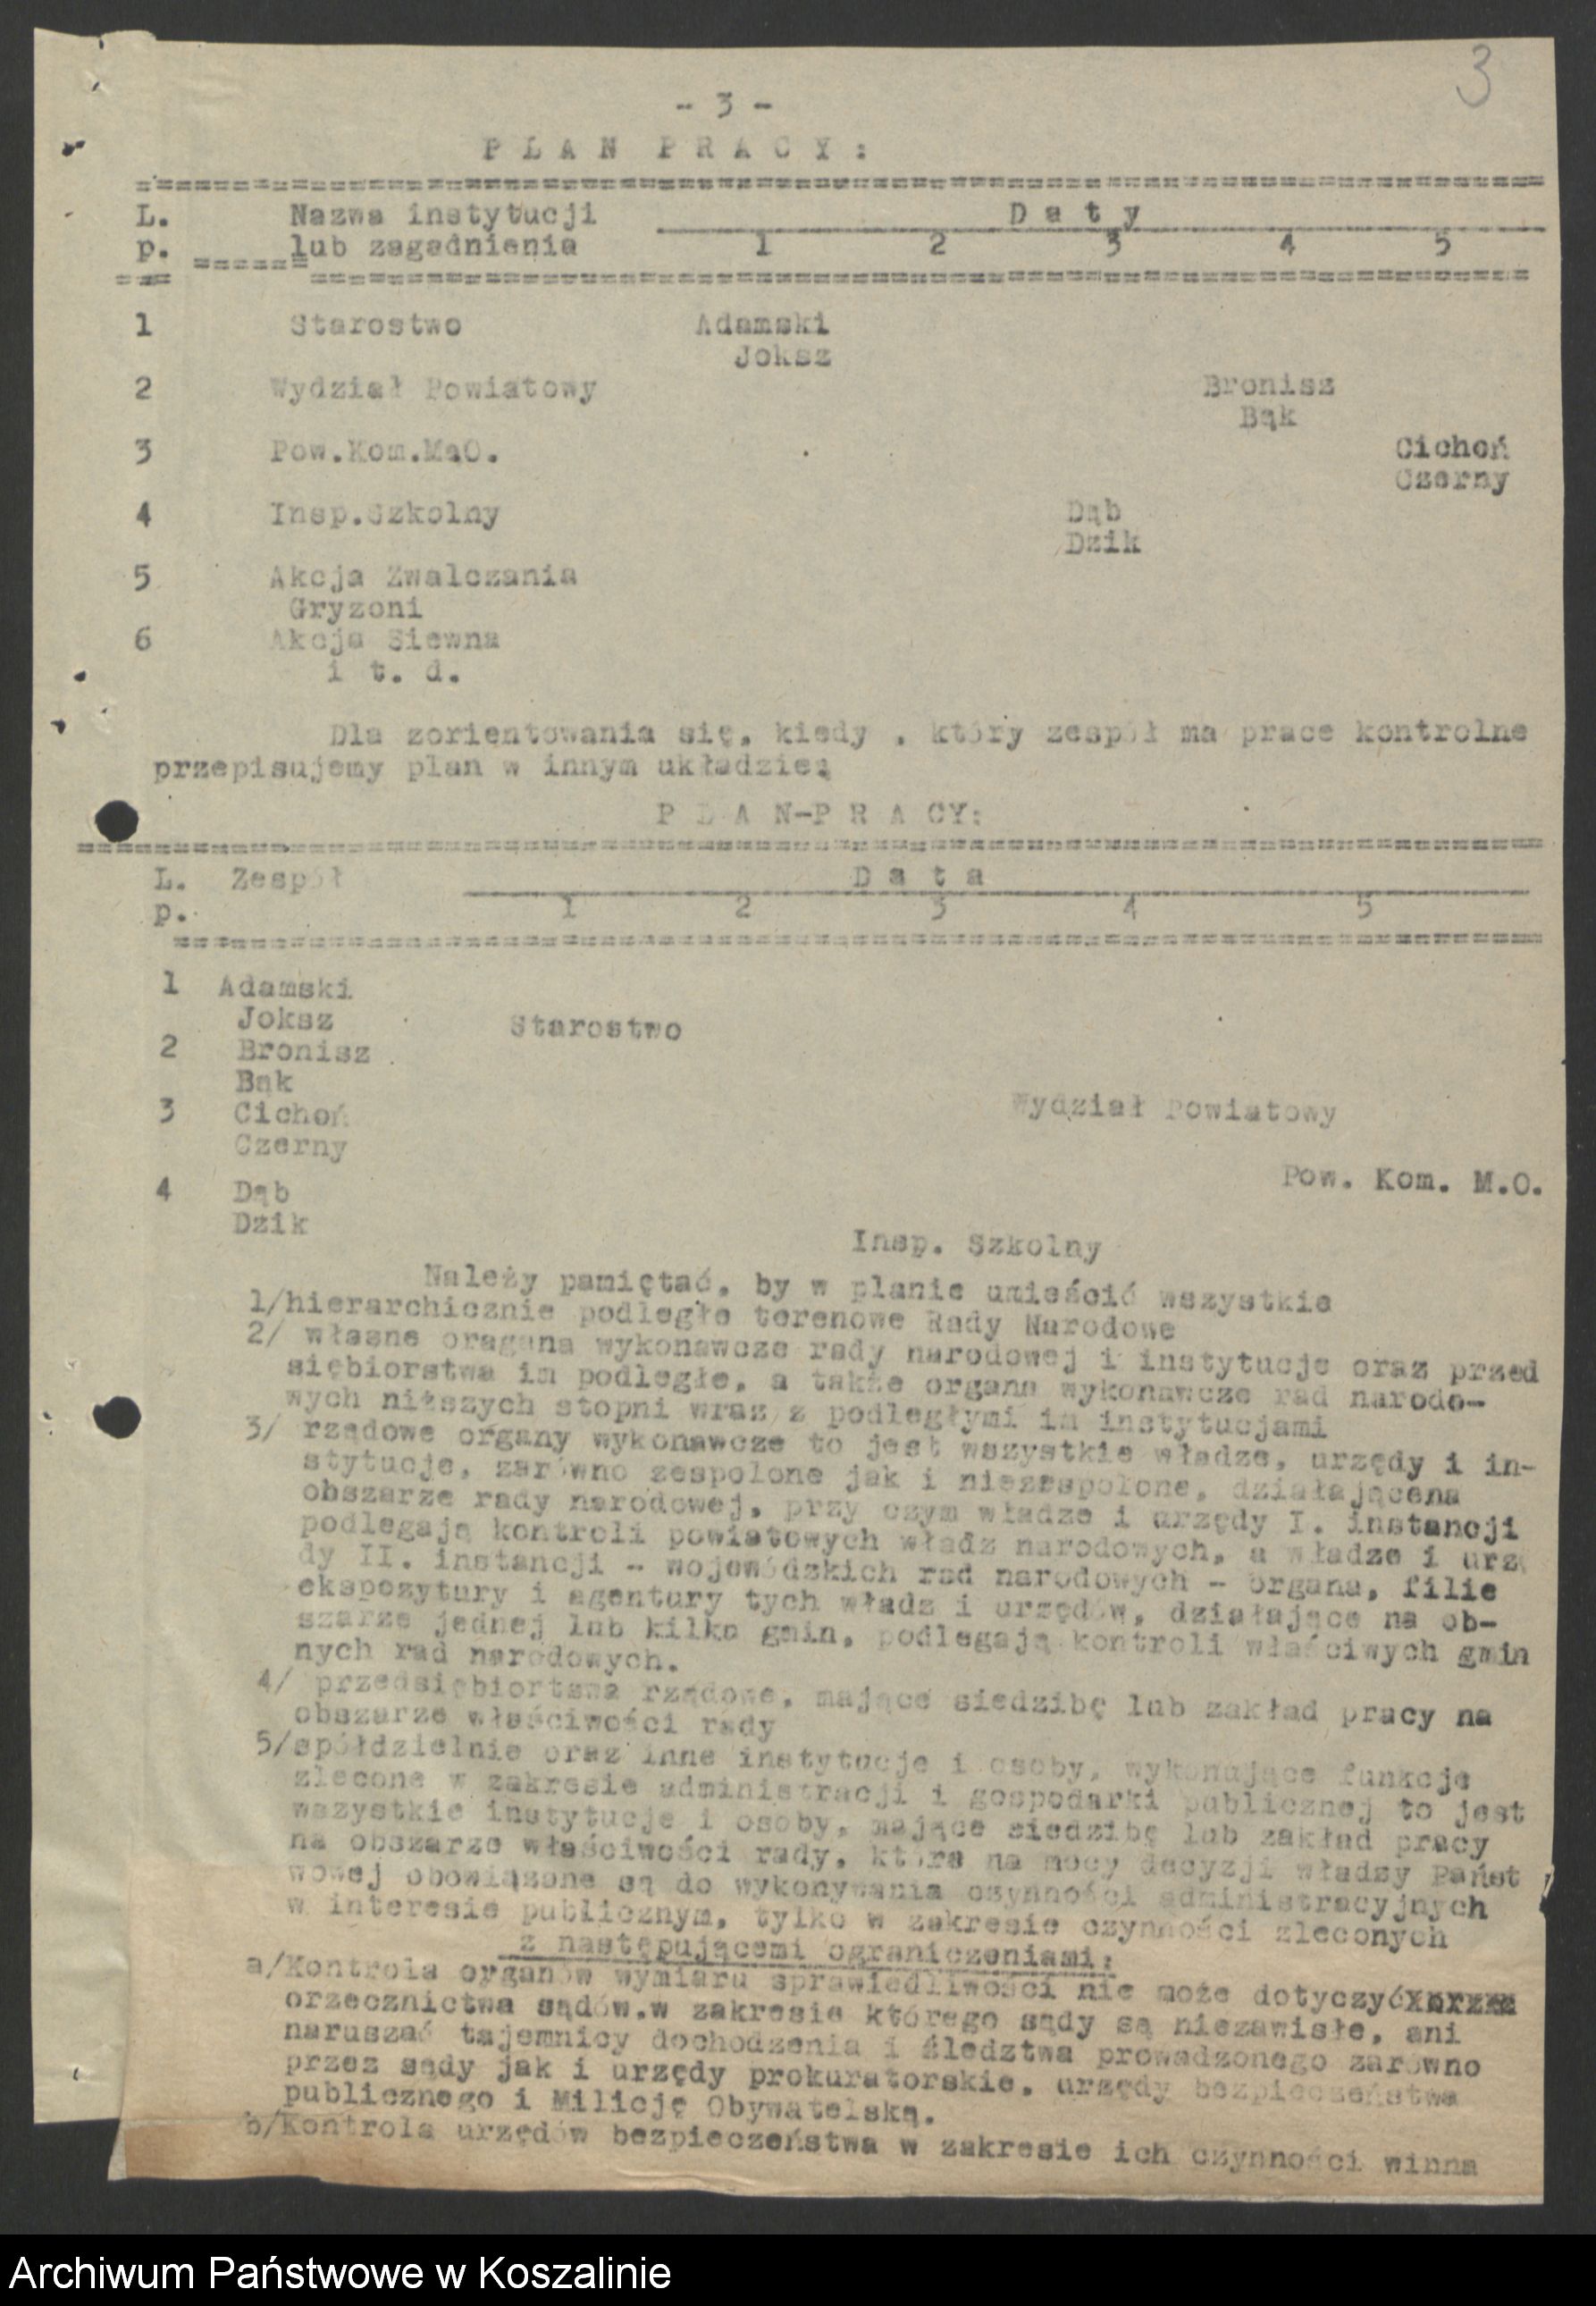 3
- 3 -
P L A N P R A C Y :
L. Nazwa instytucji D a t y
p. lub zagadnienia 1 2 3 4 5
1 Starostwo Adamski
Joksz
2 Wydział Powiatowy Bronisz
Bąk
3 Pow.Kom.MaO. Cichoń
Czerny
4 Insp.Szkolny Dąb
Dzik
5 Akcja Zwalczania
Gryzoni
6 Akcja Siewna
i t. d.
Dla zorientowania się, kiedy , który zespół ma prace kontrolne
przepisujemy plan w innym układzie:
P L A N-P R A CY:
L. Zespół D a t a
p. 1 2 3 4 5
1 Adamski
Joksz Starostwo
2 Bronisz
Bąk
3 Cichoń Wydział Powiatowy
Czerny
Pow. Kom. M.O.
4 Dąb
Dzik
Insp. Szkolny
Należy pamiętać, by w planie umieścić wszystkie
1/hierarchicznie podległe terenowe Rady Narodowe
2/ własne oragana wykonawcze rady narodowej i instytucje oraz przed
siębiorstwa im podległe, a także organa wykonawcze rad narodo-
wych niższych stopni wraz z podległymi im instytucjami
3/ rządowe organy wykonawcze to jest wszystkie władze, urzędy i in-
stytucje, zarówno zespolone jak i niezespolone, działającena
obszarze rady narodowej, przy czym władze i urzędy I. instancji
podlegają kontroli powiatowych władz narodowych, a władze i urzę
dy II. instancji - wojewódzkich rad narodowych - organa, filie
ekspozytury i agentury tych władz i urzędów, działające na ob-
szarze jednej lub kilka gmin, podlegają kontroli właściwych gmin
nych rad narodowych.
4/ przedsiębiortswa rządowe, mające siedzibę lub zakład pracy na
obszarze właściwości rady
5/spółdzielnie oraz inne instytucje i osoby, wykonujące funkcje
zlecone w zakresie administracji i gospodarki publicznej to jest
wszystkie instytucje i osoby, mające siedzibę lub zakład pracy
na obszarze właściwości rady, które na mocy decyzji władzy Państ
wowej obowiązane są do wykonywania czynności administracyjnych
w interesie publicznym, tylko w zakresie czynności zleconych
z następującemi ograniczeniami:
a/Kontrola organów wymiaru sprawiedliwości nie może dotyczyć
orzecznictwa sądów.w zakresie którego sądy są niezawisłe, ani
naruszać tajemnicy dochodzenia i śledztwa prowadzonego zarówno
przez sądy jak i urzędy prokuratorskie, urzędy bezpieczeństwa
publicznego i Milicję Obywatelską.
b/Kontrola urzędów bezpieczeństwa w zakresie ich czynności winna
Archiwum Państwowe w Koszalinie